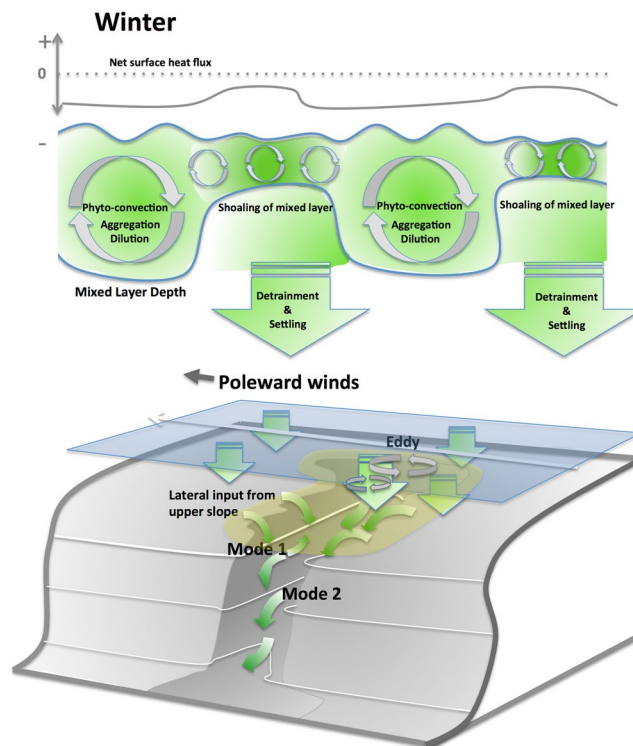 Winter
+
Net surface heat flux
0
-
Phyto-convection
Aggregation
Dilution
Shoaling of mixed layer
Phyto-convection
Aggregation
Dilution
Shoaling of mixed layer
Mixed Layer Depth
Detrainment
&
Settling
Detrainment
&
Settling
Poleward winds
Eddy
Lateral input from
upper slope
Mode 1
Mode 2